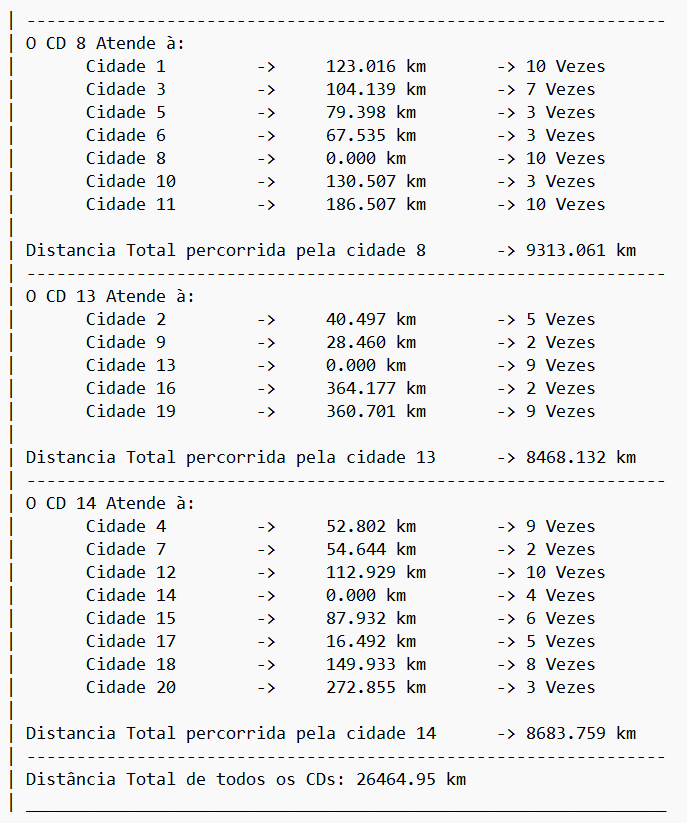 | ----------------------------------------------------------------
| O CD 8 Atende à:
|       Cidade 1         ->     123.016 km       -> 10 Vezes
|       Cidade 3         ->     104.139 km       -> 7 Vezes
|       Cidade 5         ->     79.398 km        -> 3 Vezes
|       Cidade 6         ->     67.535 km        -> 3 Vezes
|       Cidade 8         ->     0.000 km         -> 10 Vezes
|       Cidade 10        ->     130.507 km       -> 3 Vezes
|       Cidade 11        ->     186.507 km       -> 10 Vezes
|
| Distancia Total percorrida pela cidade 8       -> 9313.061 km
| ----------------------------------------------------------------
| O CD 13 Atende à:
|       Cidade 2         ->     40.497 km        -> 5 Vezes
|       Cidade 9         ->     28.460 km        -> 2 Vezes
|       Cidade 13        ->     0.000 km         -> 9 Vezes
|       Cidade 16        ->     364.177 km       -> 2 Vezes
|       Cidade 19        ->     360.701 km       -> 9 Vezes
|
| Distancia Total percorrida pela cidade 13      -> 8468.132 km
| ----------------------------------------------------------------
| O CD 14 Atende à:
|       Cidade 4         ->     52.802 km        -> 9 Vezes
|       Cidade 7         ->     54.644 km        -> 2 Vezes
|       Cidade 12        ->     112.929 km       -> 10 Vezes
|       Cidade 14        ->     0.000 km         -> 4 Vezes
|       Cidade 15        ->     87.932 km        -> 6 Vezes
|       Cidade 17        ->     16.492 km        -> 5 Vezes
|       Cidade 18        ->     149.933 km       -> 8 Vezes
|       Cidade 20        ->     272.855 km       -> 3 Vezes
|
| Distancia Total percorrida pela cidade 14      -> 8683.759 km
| ----------------------------------------------------------------
| Distância Total de todos os CDs: 26464.95 km
| ________________________________________________________________